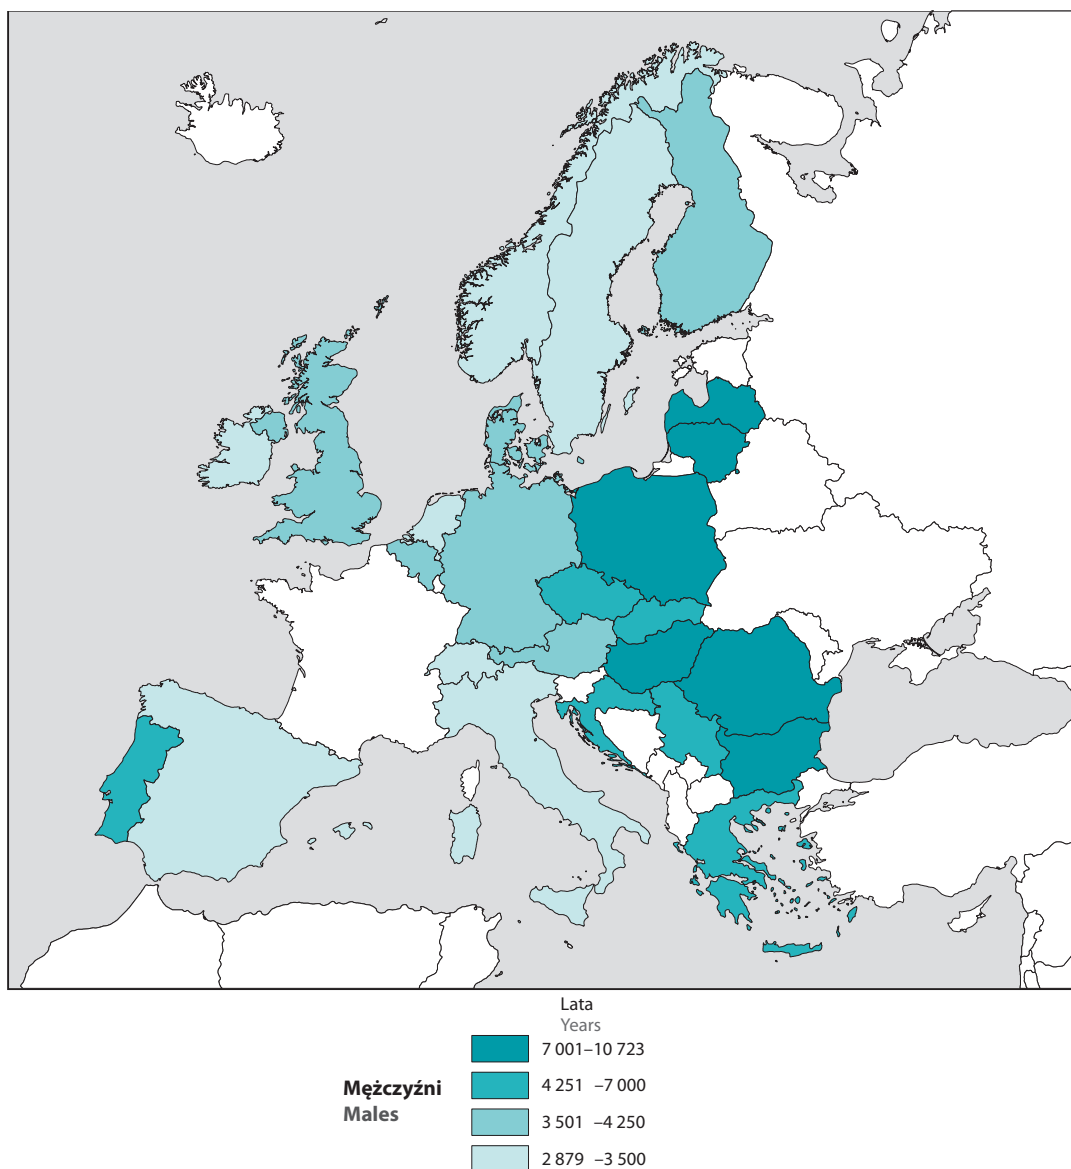 Lata
Years
7 001–10 723
Mężczyźni
Males
4 251 –7 000
3 501 –4 250
2 879 –3 500